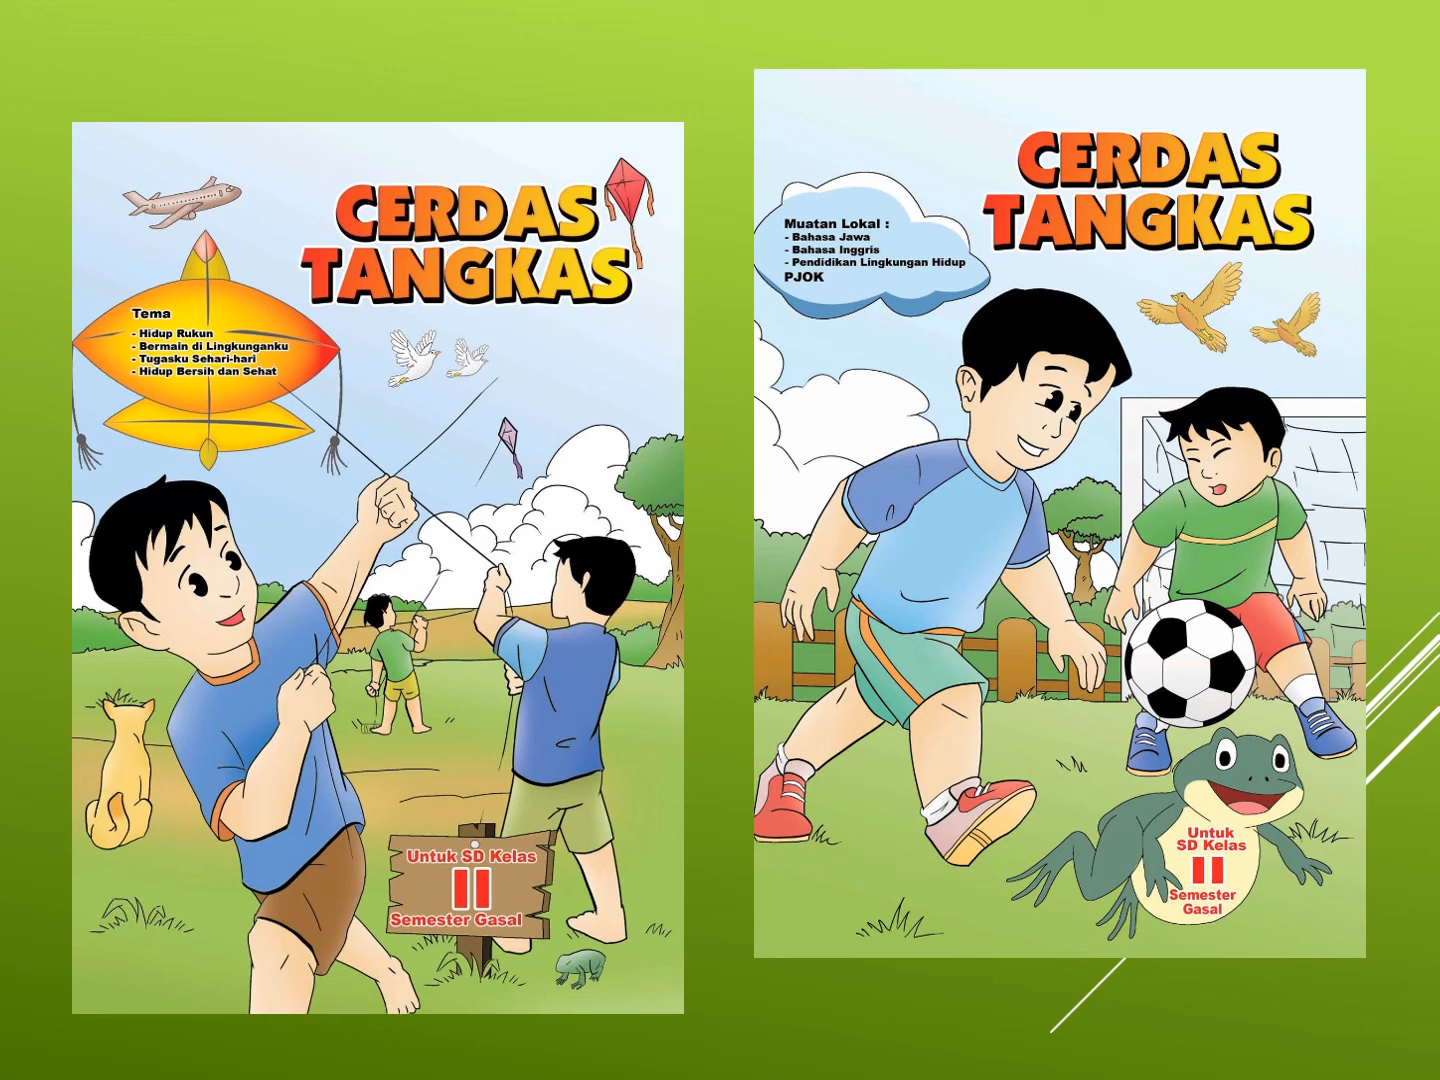 CERDAS
TANGKAS
Tema
- Hidup Rukun
- Bermain di Lingkunganku
- Tugasku Sehari-hari
- Hidup Bersih dan Sehat
Untuk SD Kelas
II
Semester Gasal
CERDAS
TANGKAS
Muatan Lokal :
- Bahasa Jawa
- Bahasa Inggris
- Pendidikan Lingkungan Hidup
PJOK
Untuk
SD Kelas
II
Semester
Gasal